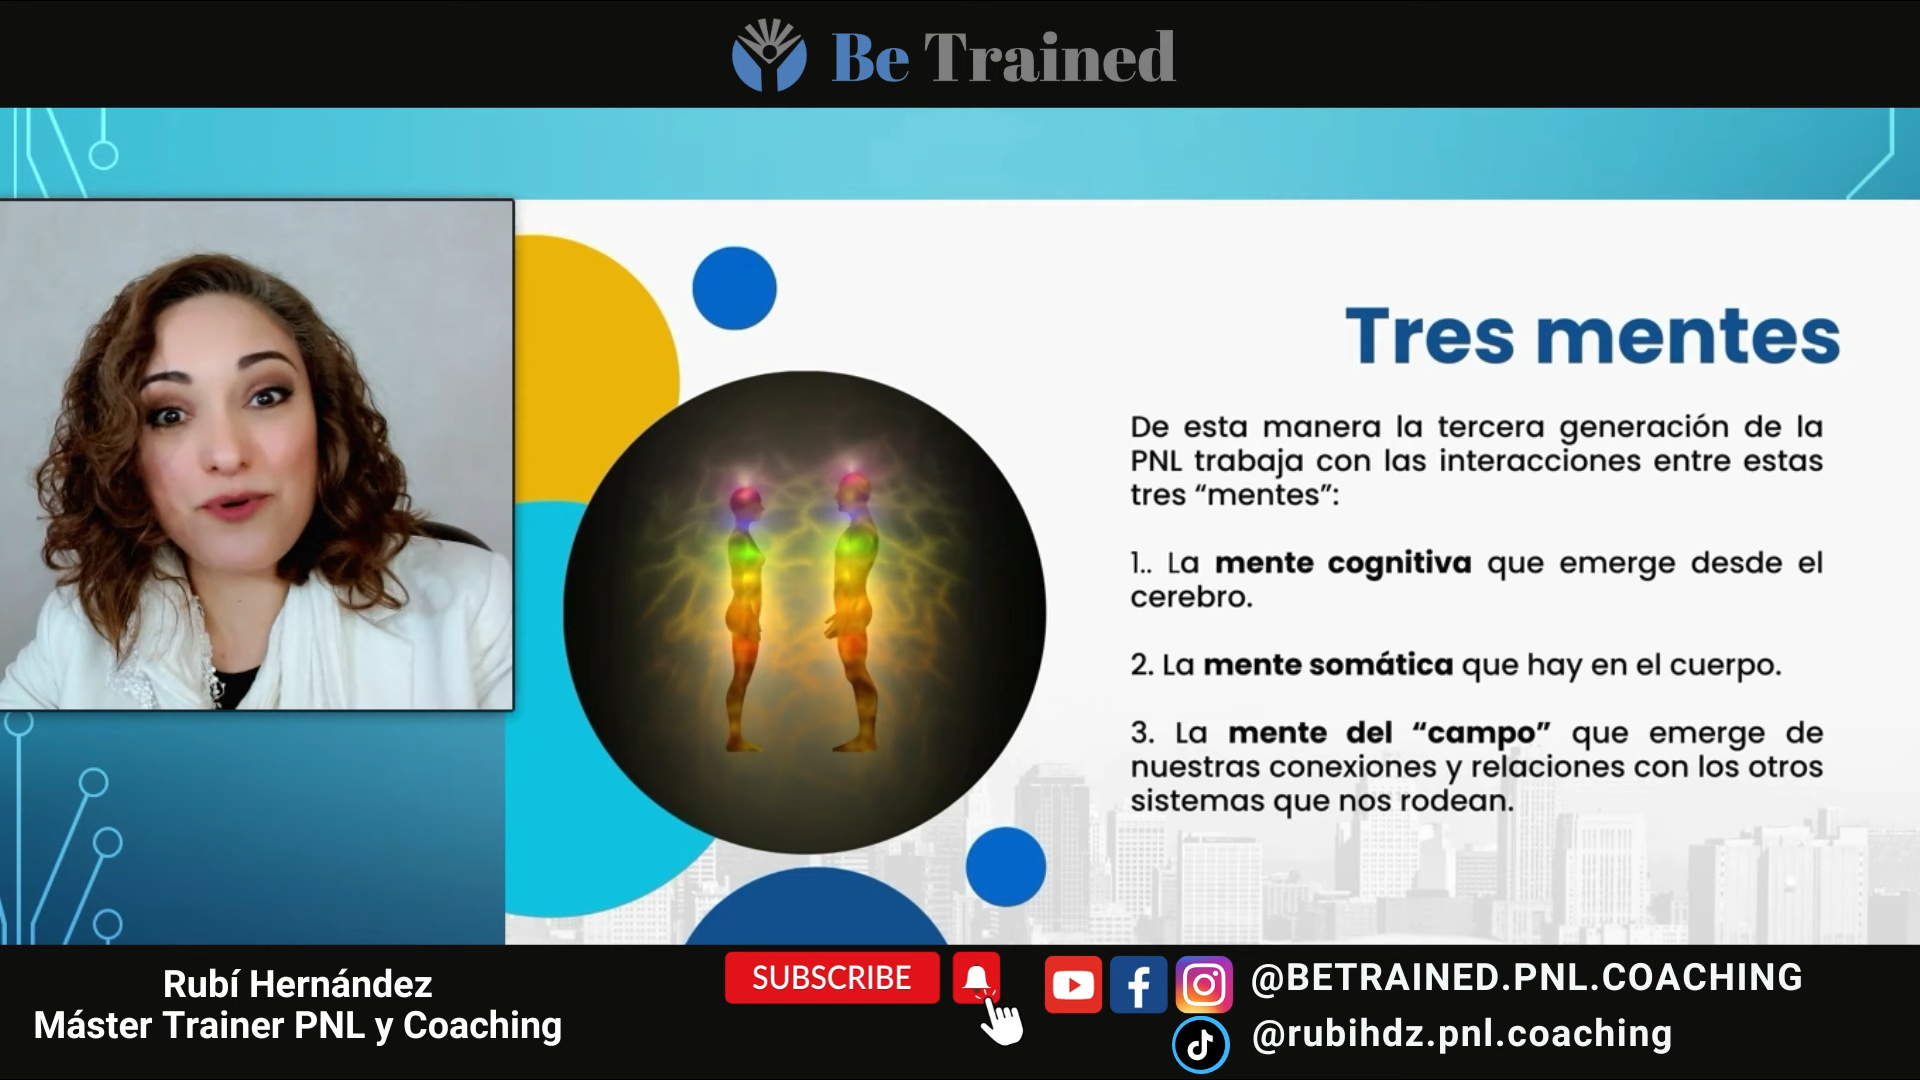 Be Trained
Tres mentes
De esta manera la tercera generación de la
PNL trabaja con las interacciones entre estas
tres “mentes”:
1.. La mente cognitiva que emerge desde el
cerebro.
2. La mente somática que hay en el cuerpo.
3. La mente del “campo” que emerge de
nuestras conexiones y relaciones con los otros
sistemas que nos rodean.
Rubí Hernández
Máster Trainer PNL y Coaching
SUBSCRIBE
@BETRAINED.PNL.COACHING
@rubihdz.pnl.coaching